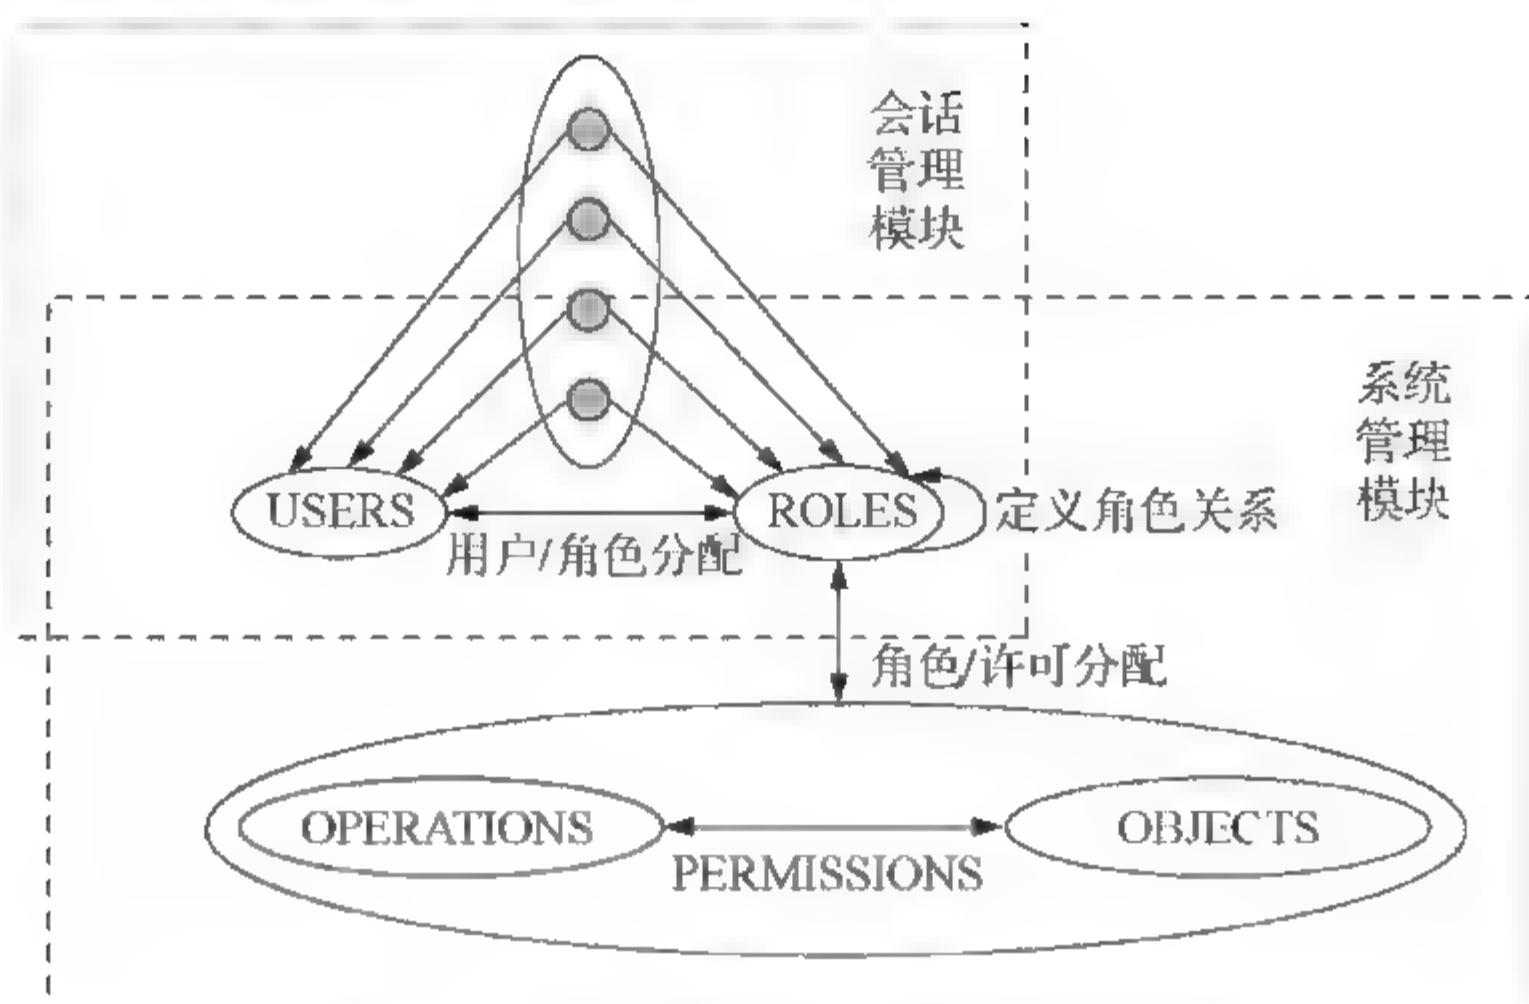 会话
管理
模块
系统
管理
模块
USERS
ROLES
定义角色关系
用户/角色分配
角色/许可分配
OPERATIONS
OBJECTS
PERMISSIONS